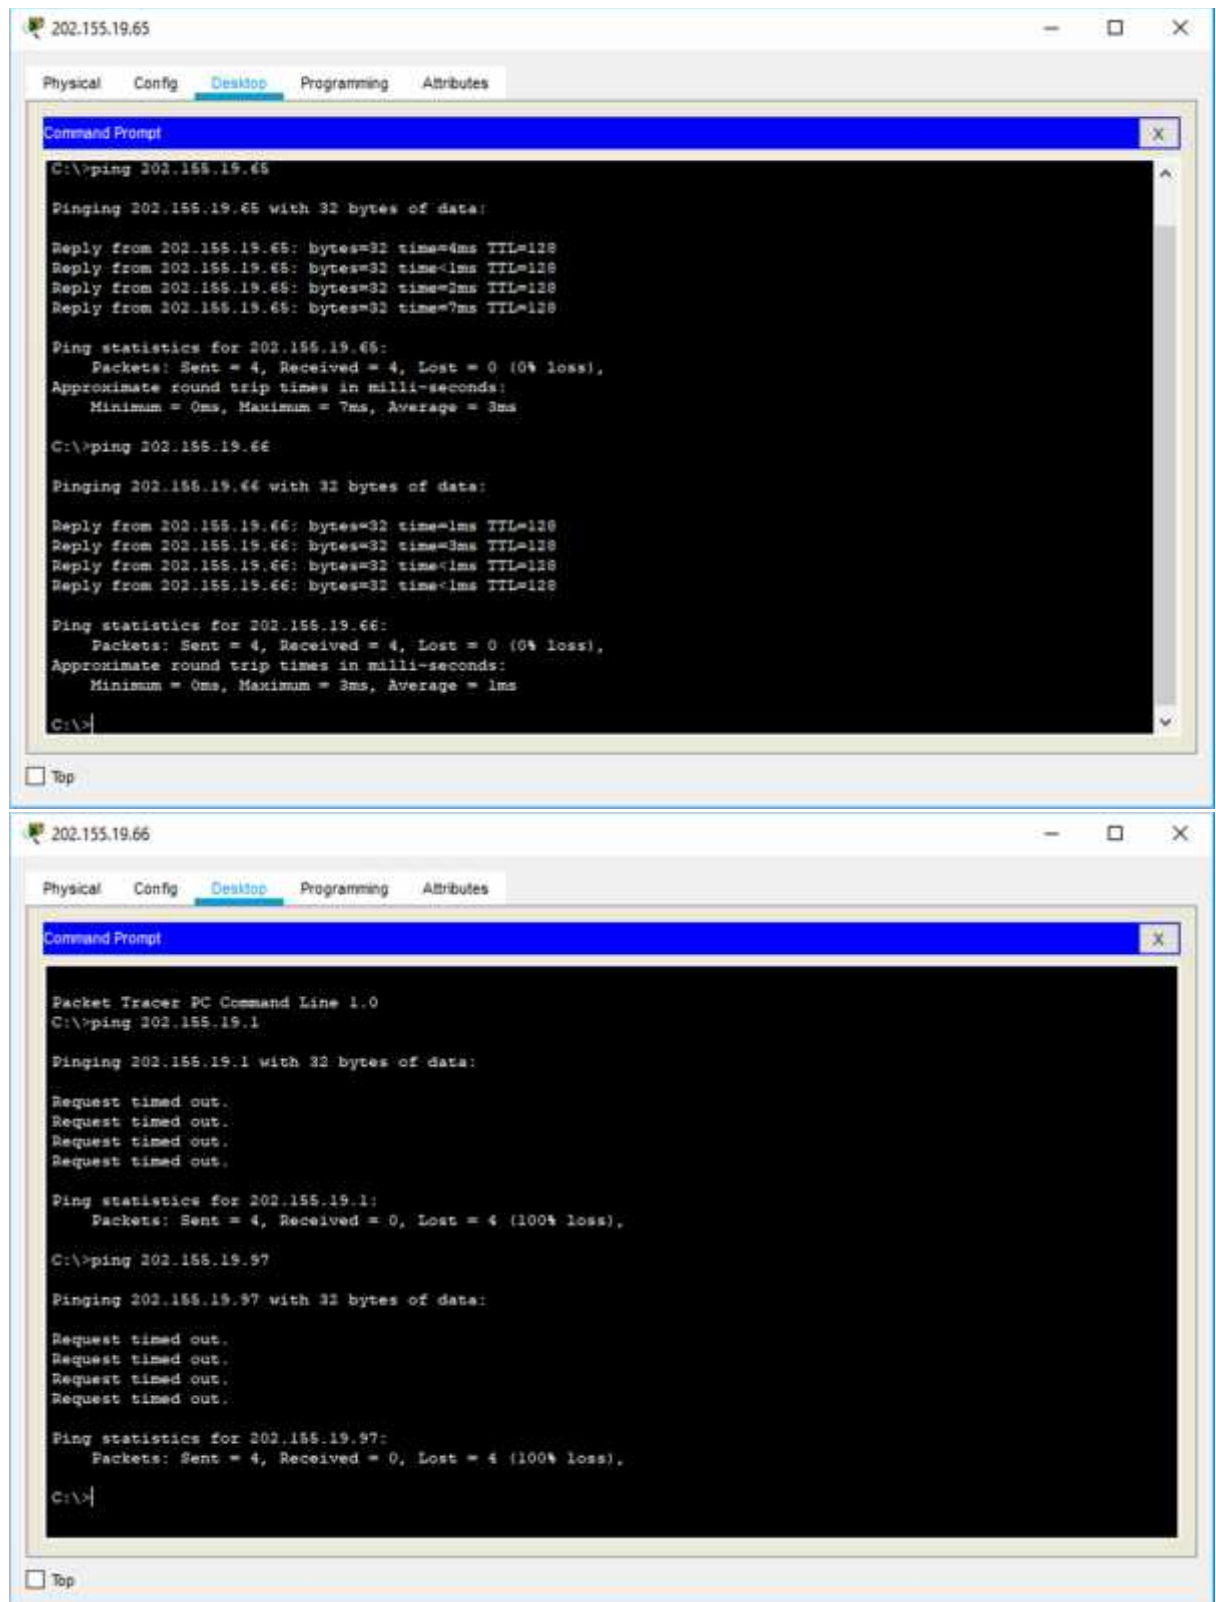 202.155.19.65
Physical Config Desktop Programming Attributes
Command Prompt X
C:\>ping 202.155.19.65
Pinging 202.155.19.65 with 32 bytes of data:
Reply from 202.155.19.65: bytes=32 time=4ms TTL=128
Reply from 202.155.19.65: bytes=32 time<1ms TTL=128
Reply from 202.155.19.65: bytes=32 time=2ms TTL=128
Reply from 202.155.19.65: bytes=32 time=7ms TTL=128
Ping statistics for 202.155.19.65:
Packets: Sent = 4, Received = 4, Lost = 0 (0% loss),
Approximate round trip times in milli-seconds:
Minimum = 0ms, Maximum = 7ms, Average = 3ms
C:\>ping 202.155.19.66
Pinging 202.155.19.66 with 32 bytes of data:
Reply from 202.155.19.66: bytes=32 time=1ms TTL=128
Reply from 202.155.19.66: bytes=32 time=3ms TTL=128
Reply from 202.155.19.66: bytes=32 time<1ms TTL=128
Reply from 202.155.19.66: bytes=32 time<1ms TTL=128
Ping statistics for 202.155.19.66:
Packets: Sent = 4, Received = 4, Lost = 0 (0% loss),
Approximate round trip times in milli-seconds:
Minimum = 0ms, Maximum = 3ms, Average = 1ms
C:\>
Top
202.155.19.66
Physical Config Desktop Programming Attributes
Command Prompt X
Packet Tracer PC Command Line 1.0
C:\>ping 202.155.19.1
Pinging 202.155.19.1 with 32 bytes of data:
Request timed out.
Request timed out.
Request timed out.
Request timed out.
Ping statistics for 202.155.19.1:
Packets: Sent = 4, Received = 0, Lost = 4 (100% loss),
C:\>ping 202.155.19.97
Pinging 202.155.19.97 with 32 bytes of data:
Request timed out.
Request timed out.
Request timed out.
Request timed out.
Ping statistics for 202.155.19.97:
Packets: Sent = 4, Received = 0, Lost = 4 (100% loss),
C:\>
Top